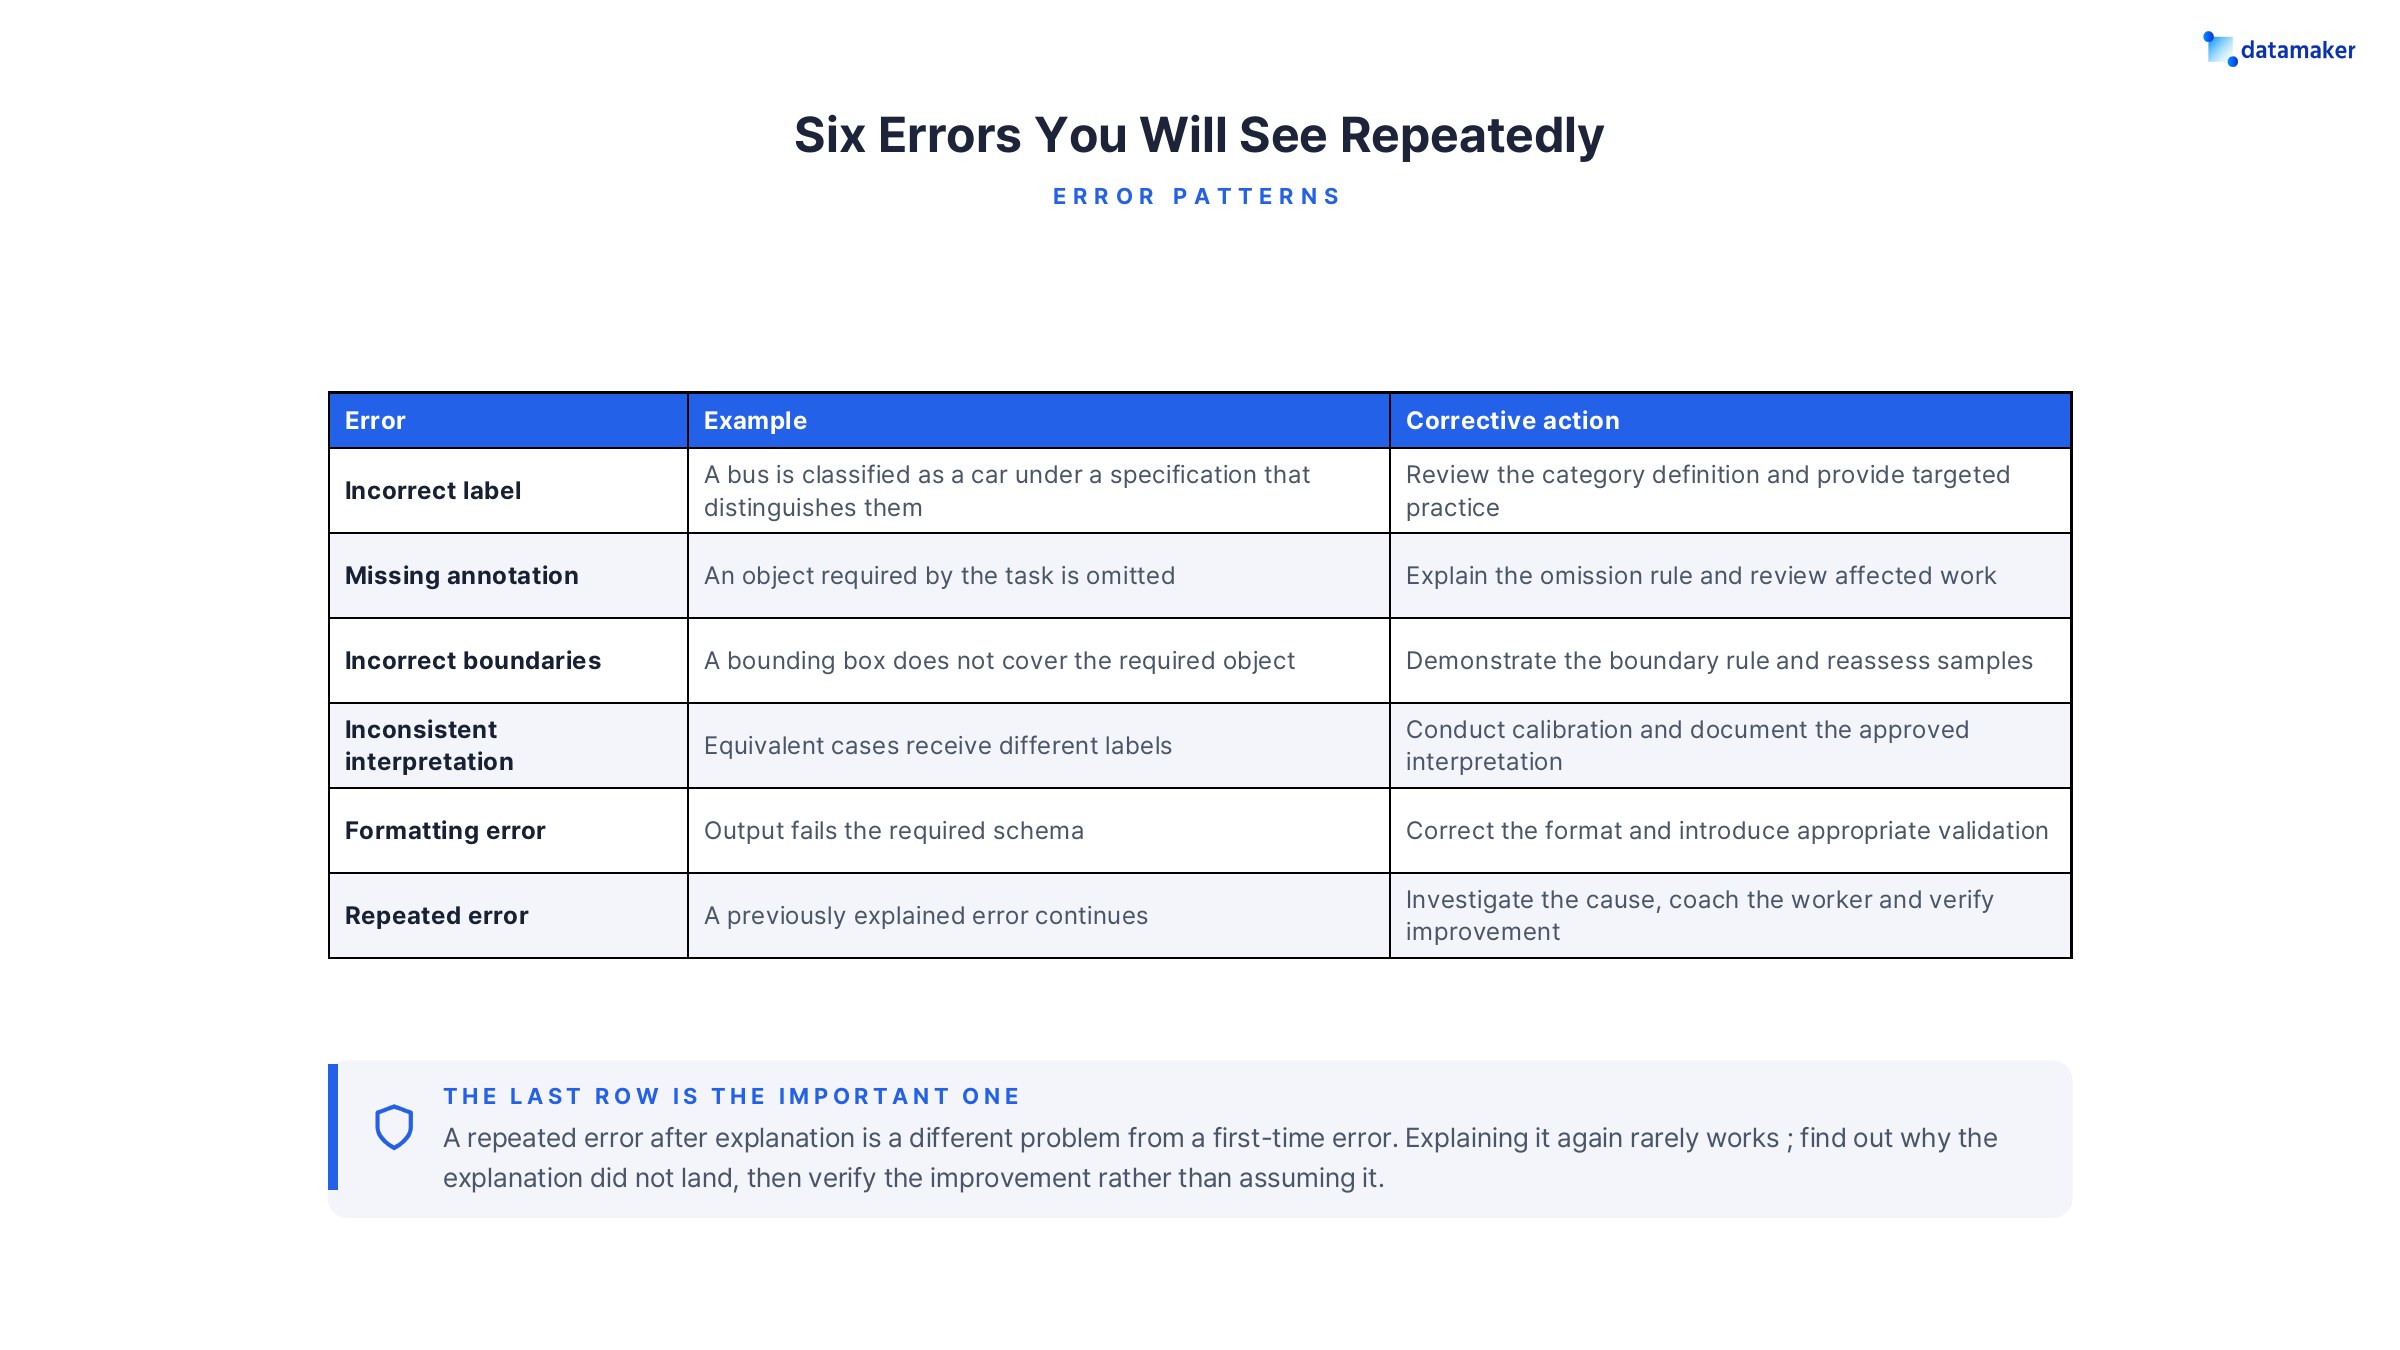 datamaker
Six Errors You Will See Repeatedly
ERROR PATTERNS
Error
Example
Corrective action
Incorrect label
A bus is classified as a car under a specification that
distinguishes them
Review the category definition and provide targeted
practice
Missing annotation
An object required by the task is omitted
Explain the omission rule and review affected work
Incorrect boundaries
A bounding box does not cover the required object
Demonstrate the boundary rule and reassess samples
Inconsistent
interpretation
Equivalent cases receive different labels
Conduct calibration and document the approved
interpretation
Formatting error
Output fails the required schema
Correct the format and introduce appropriate validation
Repeated error
A previously explained error continues
Investigate the cause, coach the worker and verify
improvement
THE LAST ROW IS THE IMPORTANT ONE
A repeated error after explanation is a different problem from a first-time error. Explaining it again rarely works ; find out why the
explanation did not land, then verify the improvement rather than assuming it.